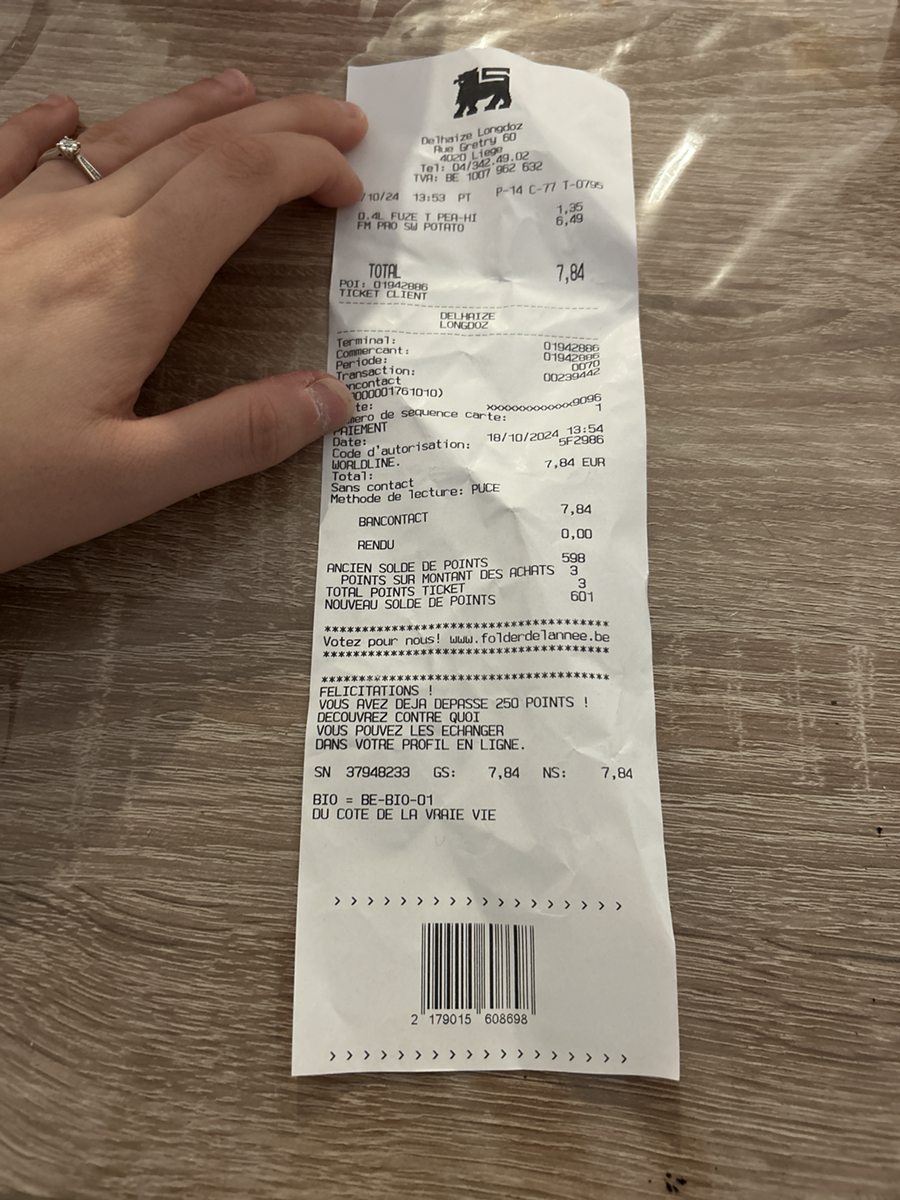 Delhaize Longdoz
Rue Gretry 60
4020 Liege
Tel: 04/342.49.02
TVA: BE 1007 962 632
/10/24 13:53 PT P-14 C-77 T-0795
0.4L FUZE T PEA-HI 1,35
FM PRO SW POTATO 6,49
TOTAL 7,84
POI: 01942886
TICKET CLIENT
DELHAIZE
LONGDOZ
Terminal: 01942886
Commercant: 01942886
Periode: 0070
Transaction: 00239442
ncontact
000001761010)
te: xxxxxxxxxxxx9096
mero de sequence carte: 1
PAIEMENT
Date: 18/10/2024 13:54
Code d'autorisation: 5F2986
WORLDLINE.
Total: 7,84 EUR
Sans contact
Methode de lecture: PUCE
BANCONTACT 7,84
RENDU 0,00
ANCIEN SOLDE DE POINTS 598
POINTS SUR MONTANT DES ACHATS 3
TOTAL POINTS TICKET 3
NOUVEAU SOLDE DE POINTS 601
***********************************
Votez pour nous! www.folderdelannee.be
***********************************
***********************************
FELICITATIONS !
VOUS AVEZ DEJA DEPASSE 250 POINTS !
DECOUVREZ CONTRE QUOI
VOUS POUVEZ LES ECHANGER
DANS VOTRE PROFIL EN LIGNE.
SN 37948233 GS: 7,84 NS: 7,84
BIO = BE-BIO-01
DU COTE DE LA VRAIE VIE
> > > > > > > > > > > > > > > > > >
2 179015 608698
> > > > > > > > > > > > > > > > > >